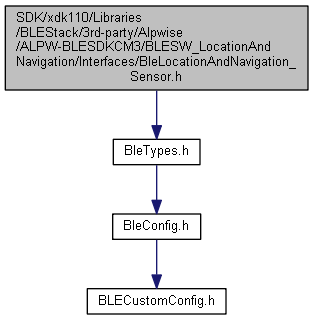 SDK/xdk110/Libraries
/BLEStack/3rd-party/Alpwise
/ALPW-BLESDKCM3/BLESW_LocationAnd
Navigation/Interfaces/BleLocationAndNavigation_
Sensor.h
BleTypes.h
BleConfig.h
BLECustomConfig.h